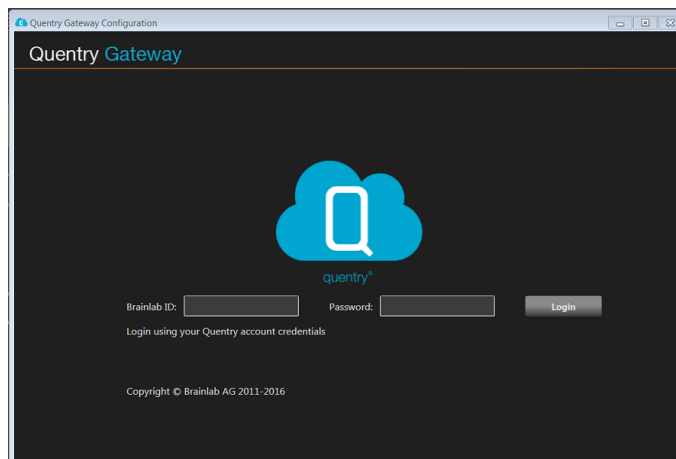 Quentry Gateway Configuration
Quentry Gateway
quentry®
Brainlab ID:
Password:
Login
Login using your Quentry account credentials
Copyright © Brainlab AG 2011-2016